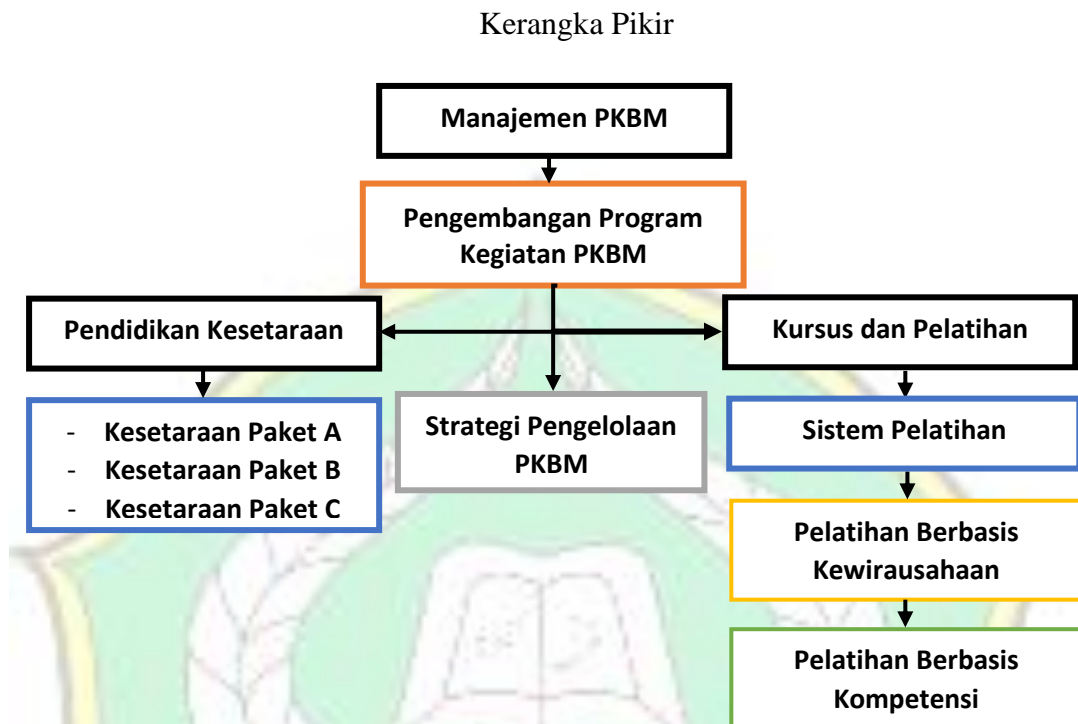 Kerangka Pikir
Manajemen PKBM
Pengembangan Program
Kegiatan PKBM
Pendidikan Kesetaraan
Kursus dan Pelatihan
- Kesetaraan Paket A
- Kesetaraan Paket B
- Kesetaraan Paket C
Strategi Pengelolaan
PKBM
Sistem Pelatihan
Pelatihan Berbasis
Kewirausahaan
Pelatihan Berbasis
Kompetensi